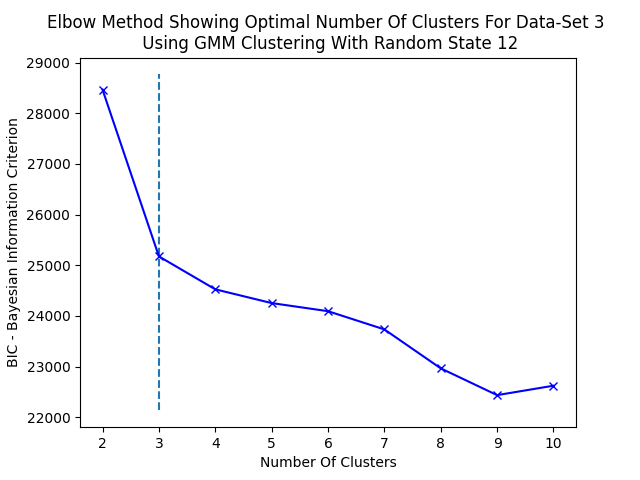 Elbow Method Showing Optimal Number Of Clusters For Data-Set 3
Using GMM Clustering With Random State 12
29000
28000
27000
26000
25000
24000
23000
22000
BIC - Bayesian Information Criterion
2 3 4 5 6 7 8 9 10
Number Of Clusters